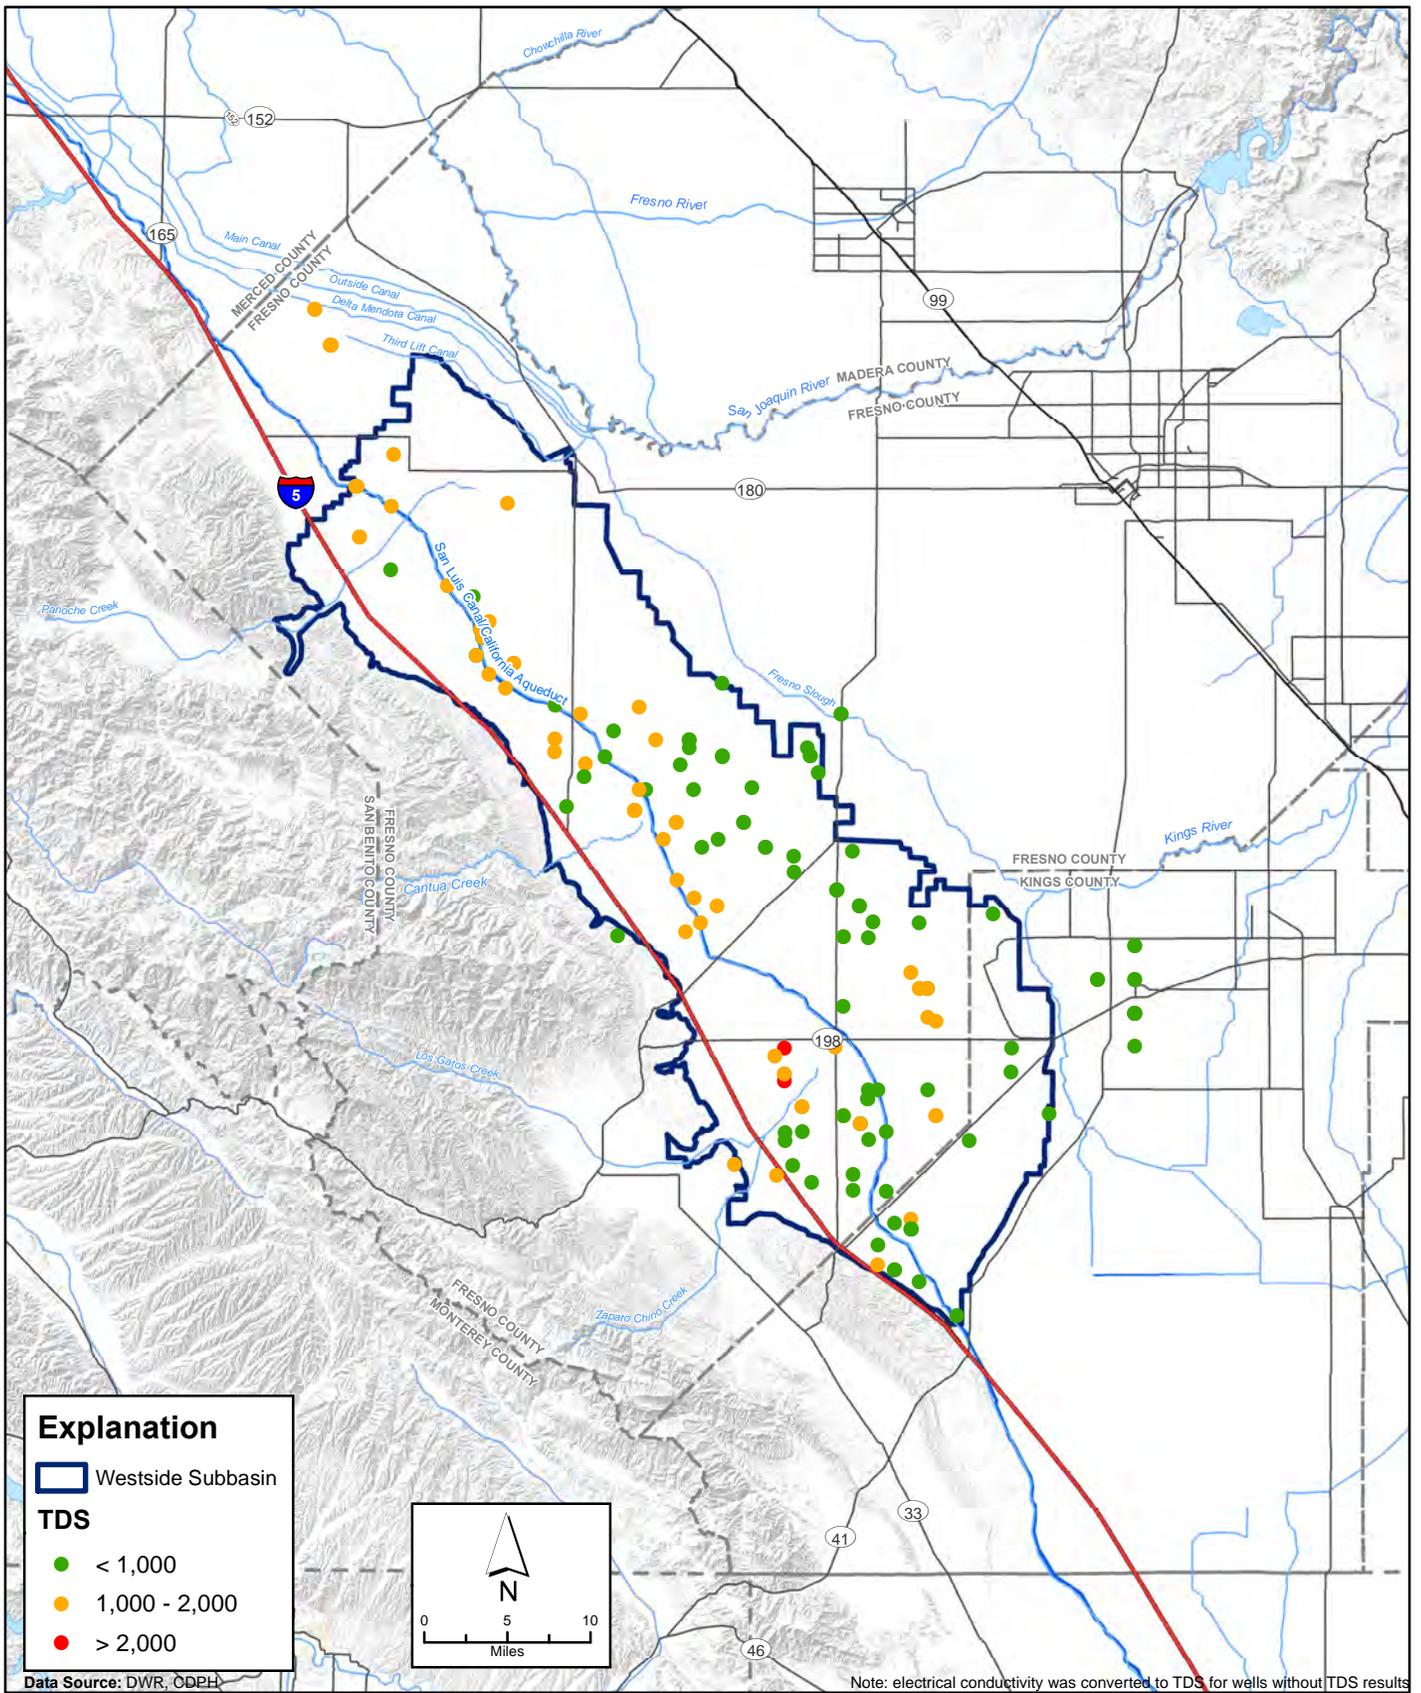 Chowchilla River
152
152
Fresno River
165
Main Canal
MERCED COUNTY
FRESNO COUNTY
Outside Canal
Delta Mendota Canal
Third Lift Canal
99
San Joaquin River
MADERA COUNTY
FRESNO COUNTY
5
180
San Luis Canal/California Aqueduct
Panoche Creek
Fresno Slough
FRESNO COUNTY
SAN BENITO COUNTY
Kings River
FRESNO COUNTY
KINGS COUNTY
Cantua Creek
198
Los Gatos Creek
FRESNO COUNTY
MONTEREY COUNTY
Zapato Chino Creek
33
41
46
Explanation
Westside Subbasin
TDS
< 1,000
1,000 - 2,000
> 2,000
N
0 5 10
Miles
Data Source: DWR, CDPH
Note: electrical conductivity was converted to TDS for wells without TDS results